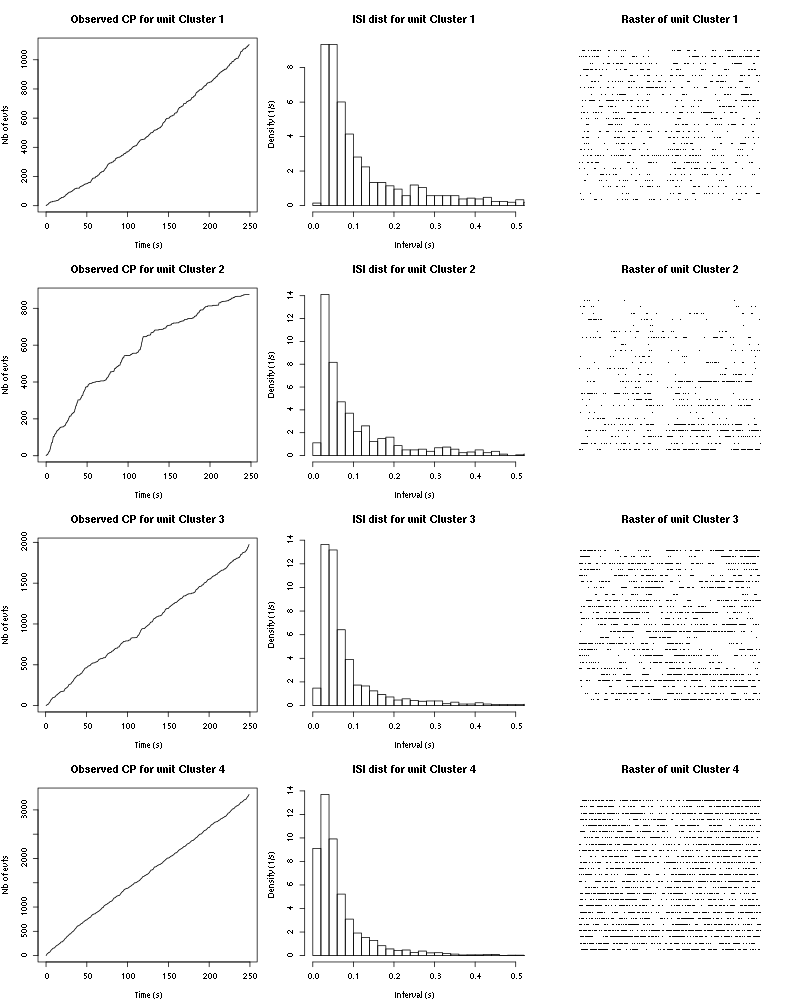 Observed CP for unit Cluster 1
ISI dist for unit Cluster 1
Raster of unit Cluster 1
Nb of evts
0 200 400 600 800 1000
0 50 100 150 200 250
Time (s)
Density (1/s)
0 2 4 6 8
0.0 0.1 0.2 0.3 0.4 0.5
Interval (s)
Observed CP for unit Cluster 2
ISI dist for unit Cluster 2
Raster of unit Cluster 2
Nb of evts
0 200 400 600 800
0 50 100 150 200 250
Time (s)
Density (1/s)
0 2 4 6 8 10 12 14
0.0 0.1 0.2 0.3 0.4 0.5
Interval (s)
Observed CP for unit Cluster 3
ISI dist for unit Cluster 3
Raster of unit Cluster 3
Nb of evts
0 500 1000 1500 2000
0 50 100 150 200 250
Time (s)
Density (1/s)
0 2 4 6 8 10 12 14
0.0 0.1 0.2 0.3 0.4 0.5
Interval (s)
Observed CP for unit Cluster 4
ISI dist for unit Cluster 4
Raster of unit Cluster 4
Nb of evts
0 500 1000 2000 3000
0 50 100 150 200 250
Time (s)
Density (1/s)
0 2 4 6 8 10 12 14
0.0 0.1 0.2 0.3 0.4 0.5
Interval (s)